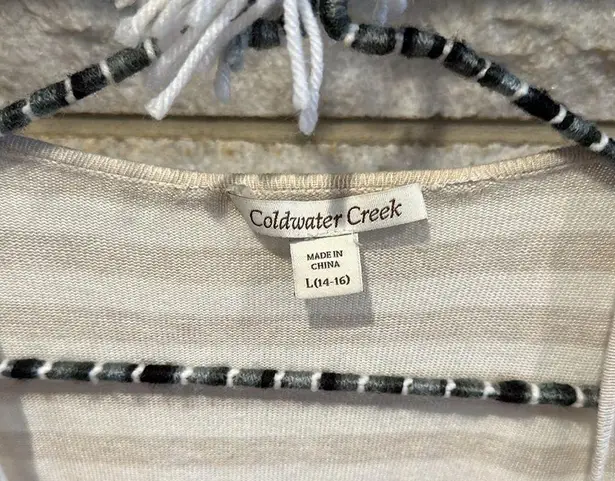 Coldwater Creek
MADE IN
CHINA
L(14-16)